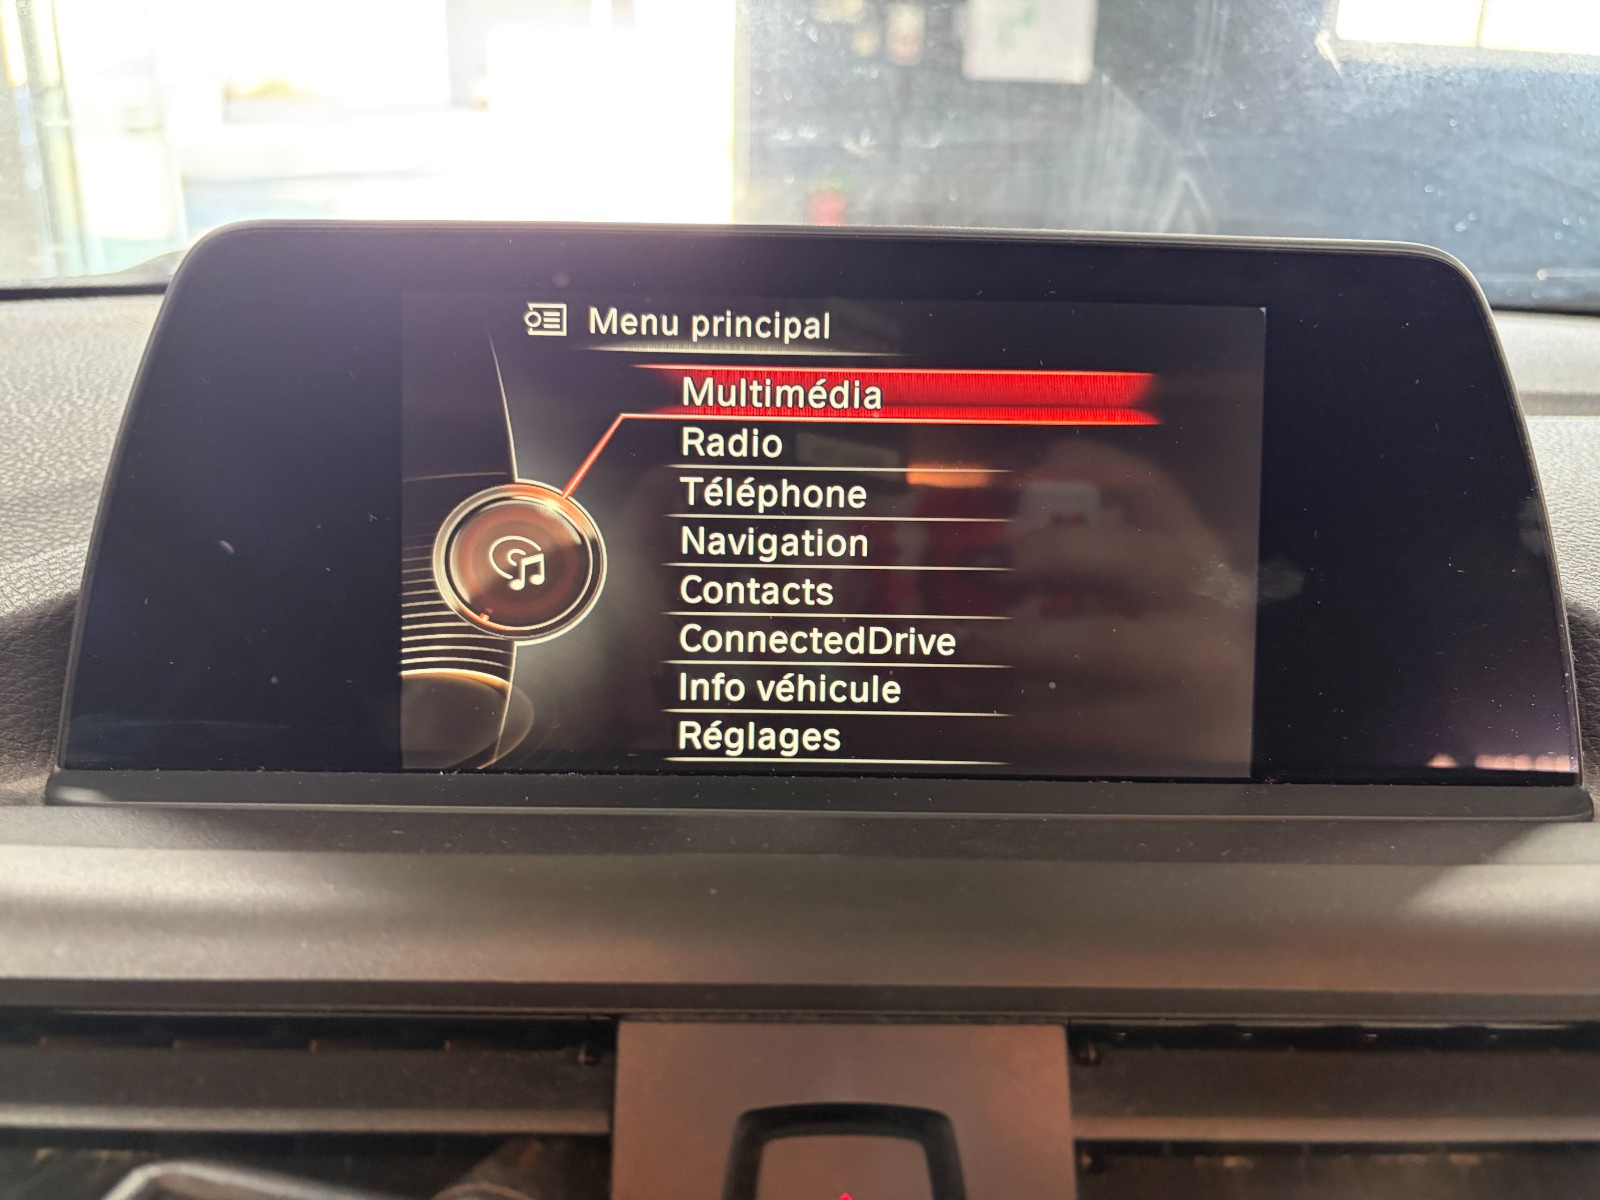 Menu principal
Multimédia
Radio
Téléphone
Navigation
Contacts
ConnectedDrive
Info véhicule
Réglages